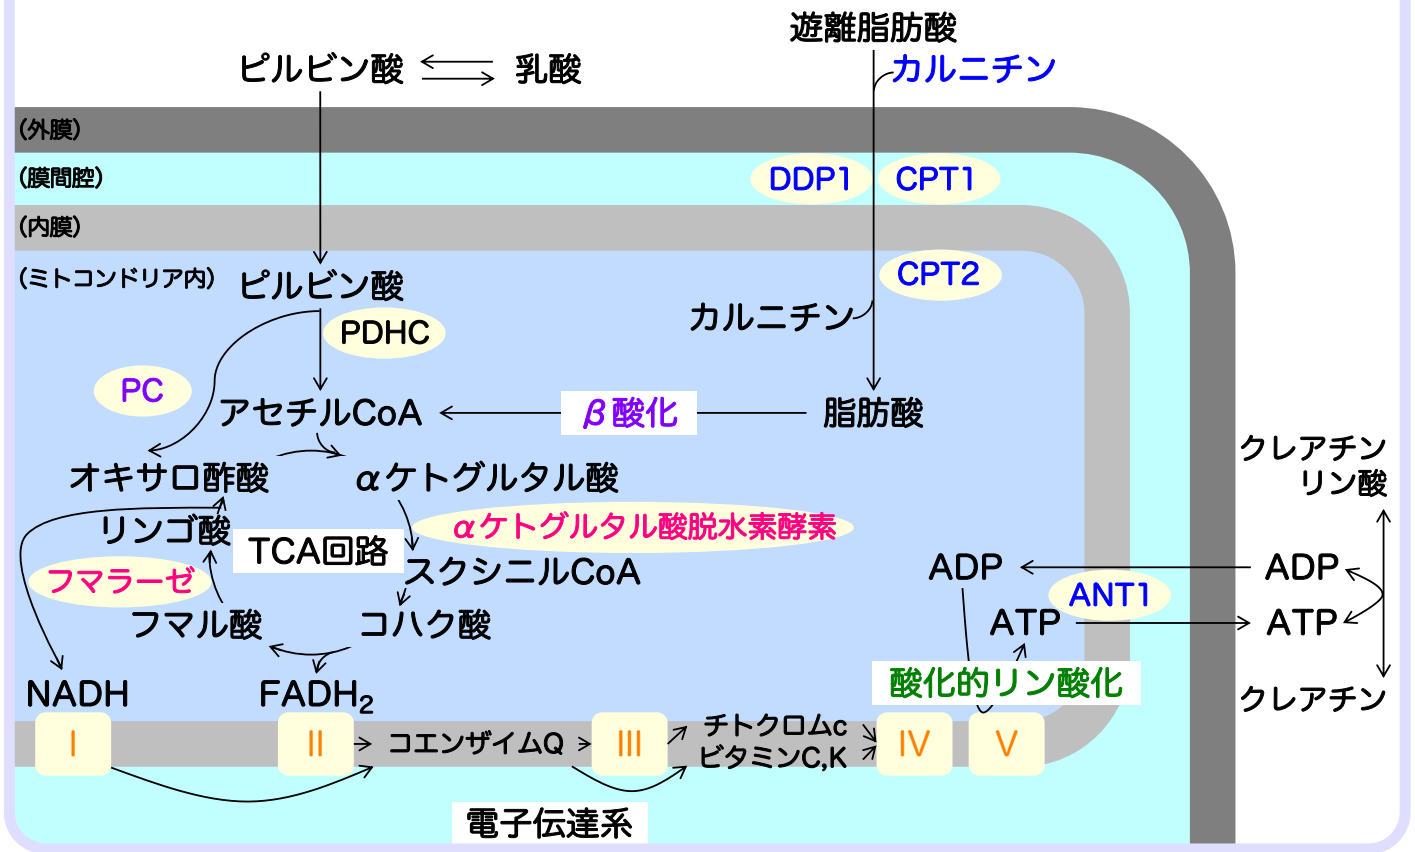 遊離脂肪酸
ピルビン酸
乳酸
カルニチン
(外膜)
(膜間腔)
DDP1
CPT1
(内膜)
(ミトコンドリア内)
ピルビン酸
CPT2
カルニチン
PDHC
PC
アセチルCoA
β酸化
脂肪酸
クレアチン
リン酸
オキサロ酢酸
αケトグルタル酸
リンゴ酸
αケトグルタル酸脱水素酵素
TCA回路
スクシニルCoA
フマラーゼ
ADP
ADP
ANT1
フマル酸
コハク酸
ATP
ATP
酸化的リン酸化
NADH
FADH2
クレアチン
I
II
コエンザイムQ
III
チトクロムc
ビタミンC,K
IV
V
電子伝達系